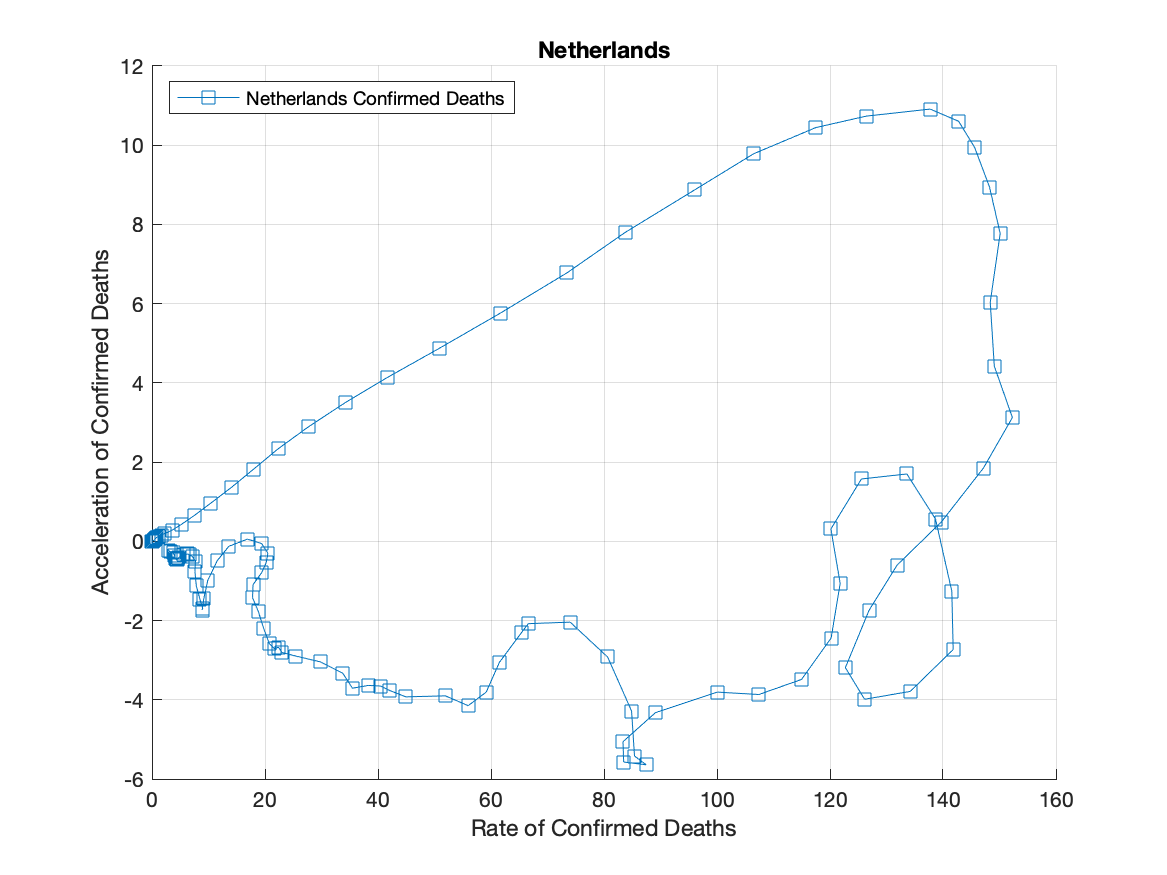 Netherlands
Netherlands Confirmed Deaths
12
10
8
6
4
2
0
-2
-4
-6
Acceleration of Confirmed Deaths
0 20 40 60 80 100 120 140 160
Rate of Confirmed Deaths